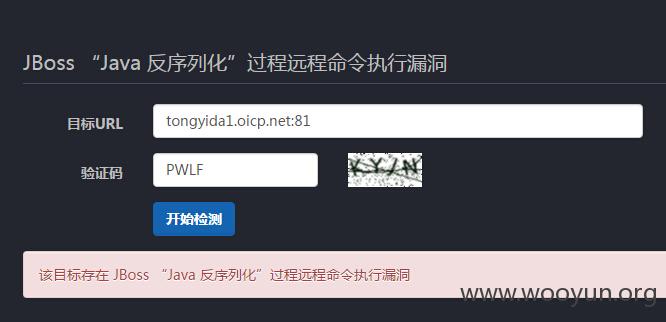 JBoss “Java 反序列化”过程远程命令执行漏洞
目标URL tongyida1.oicp.net:81
验证码 PWLF
开始检测
该目标存在 JBoss “Java 反序列化”过程远程命令执行漏洞
www.wooyun.org